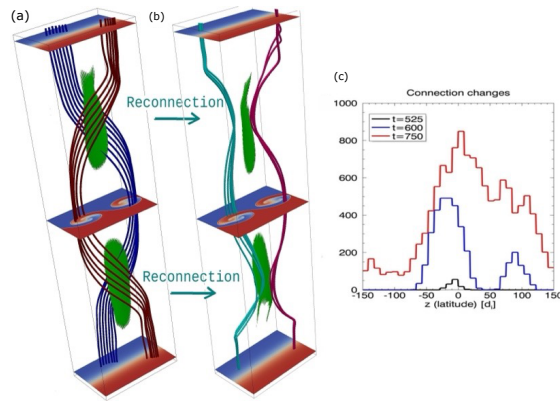 (a)
(b)
Reconnection
Reconnection
(c)
Connection changes
1000
800
600
400
200
0
t=525
t=600
t=750
-150 -100 -50 0 50 100 150
z (latitude) [di]